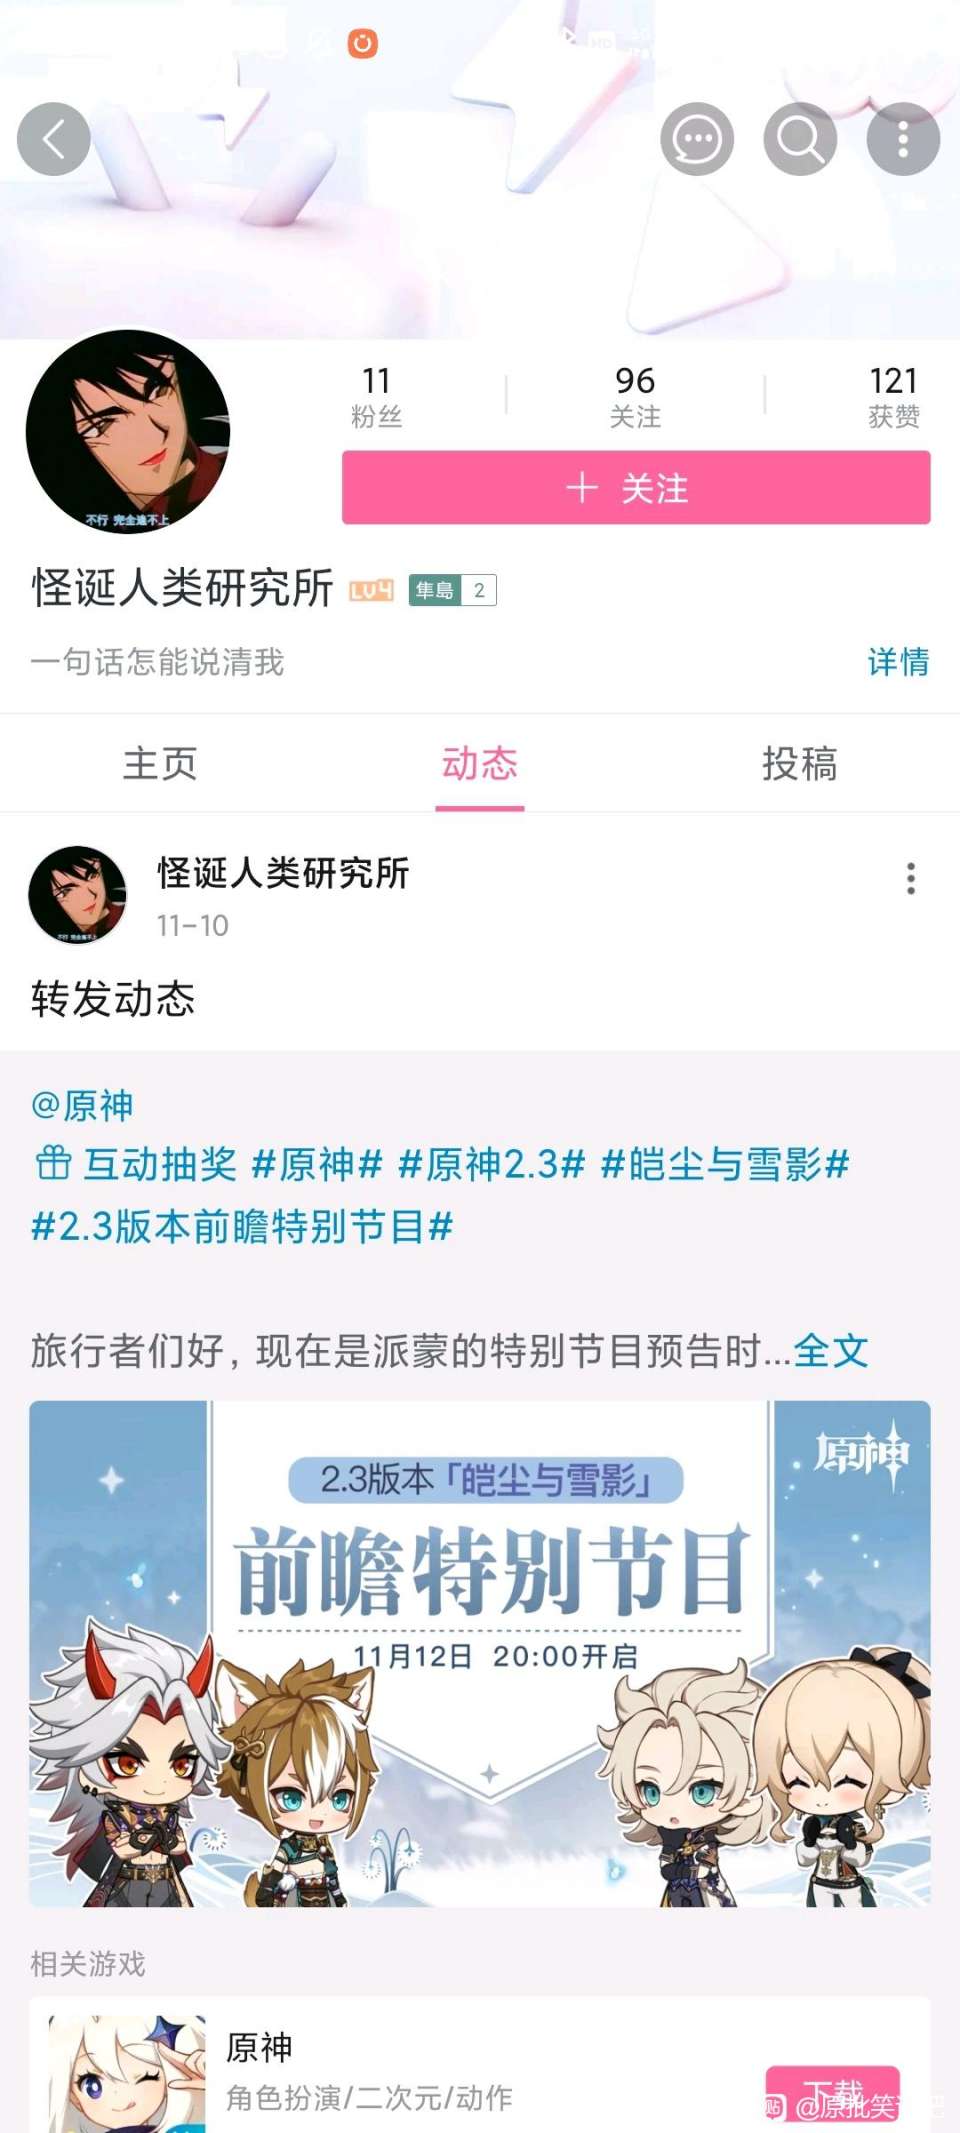 11
96
121
粉丝
关注
获赞
关注
不行 完全追不上
怪诞人类研究所 LV4 隼島 2
一句话怎能说清我
详情
主页
动态
投稿
怪诞人类研究所
11-10
转发动态
@原神
互动抽奖 #原神# #原神2.3# #皑尘与雪影#
#2.3版本前瞻特别节目#
旅行者们好，现在是派蒙的特别节目预告时...全文
原神
2.3版本「皑尘与雪影」
前瞻特别节目
11月12日 20:00开启
相关游戏
原神
角色扮演/二次元/动作
下载
贴 @原批笑